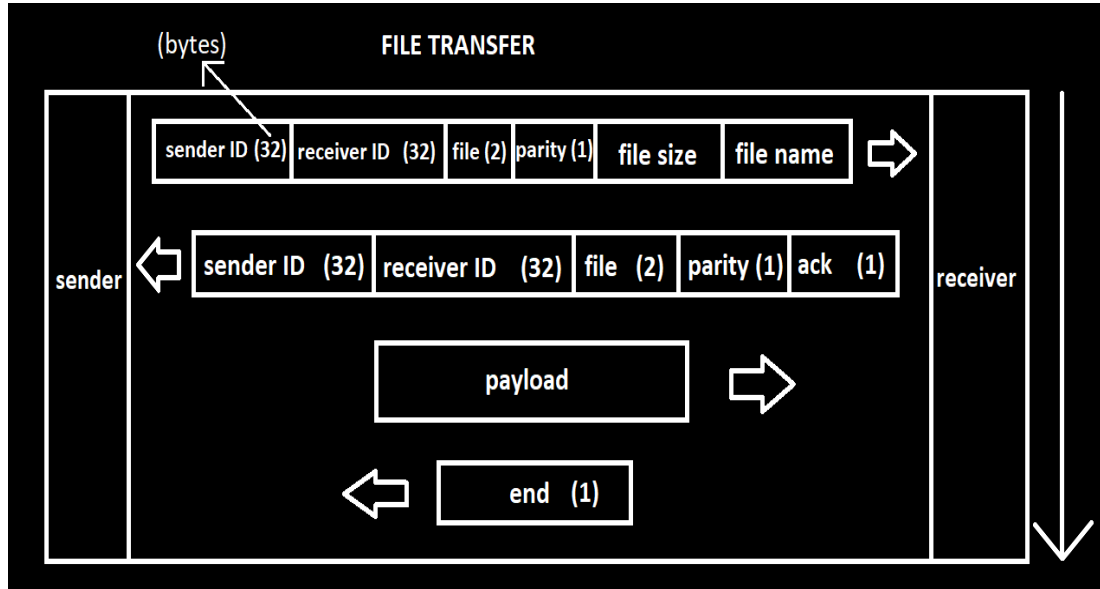 (bytes) FILE TRANSFER
sender ID (32) receiver ID (32) file (2) parity (1) file size file name
sender ID (32) receiver ID (32) file (2) parity (1) ack (1)
sender receiver
payload
end (1)